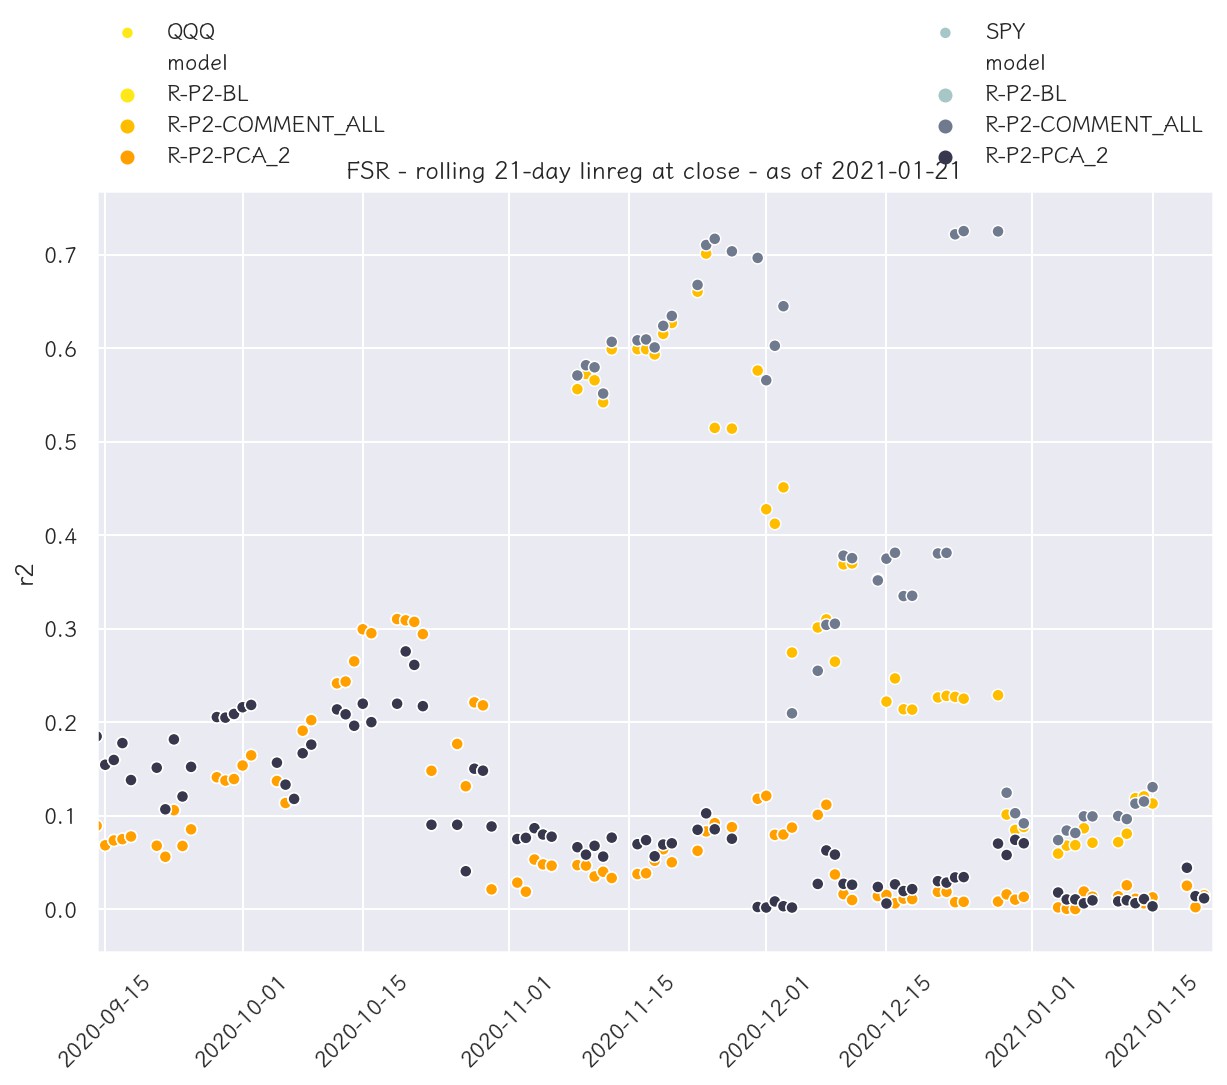 QQQ
model
R-P2-BL
R-P2-COMMENT_ALL
R-P2-PCA_2
SPY
model
R-P2-BL
R-P2-COMMENT_ALL
R-P2-PCA_2
FSR - rolling 21-day linreg at close - as of 2021-01-21
r2
0.7
0.6
0.5
0.4
0.3
0.2
0.1
0.0
2020-09-15
2020-10-01
2020-10-15
2020-11-01
2020-11-15
2020-12-01
2020-12-15
2021-01-01
2021-01-15